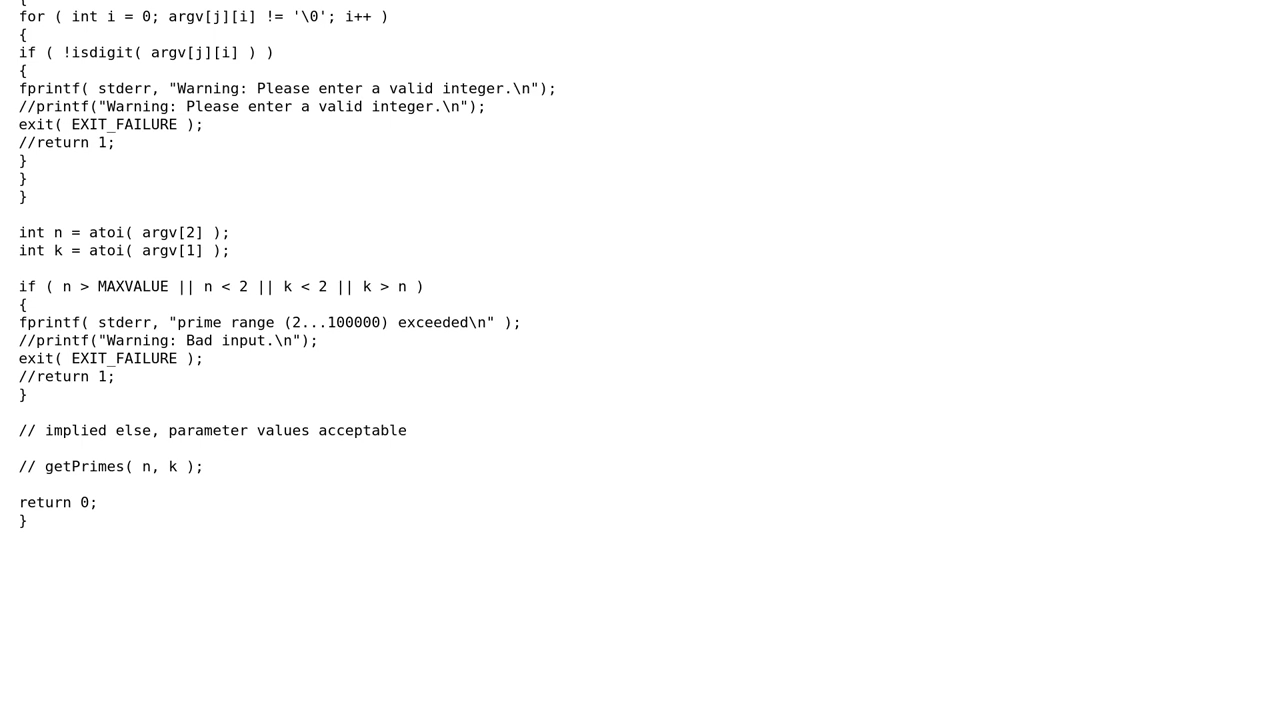 {
for ( int i = 0; argv[j][i] != '\0'; i++ )
{
if ( !isdigit( argv[j][i] ) )
{
fprintf( stderr, "Warning: Please enter a valid integer.\n");
//printf("Warning: Please enter a valid integer.\n");
exit( EXIT_FAILURE );
//return 1;
}
}
}

int n = atoi( argv[2] );
int k = atoi( argv[1] );

if ( n > MAXVALUE || n < 2 || k < 2 || k > n )
{
fprintf( stderr, "prime range (2...100000) exceeded\n" );
//printf("Warning: Bad input.\n");
exit( EXIT_FAILURE );
//return 1;
}

// implied else, parameter values acceptable

// getPrimes( n, k );

return 0;
}